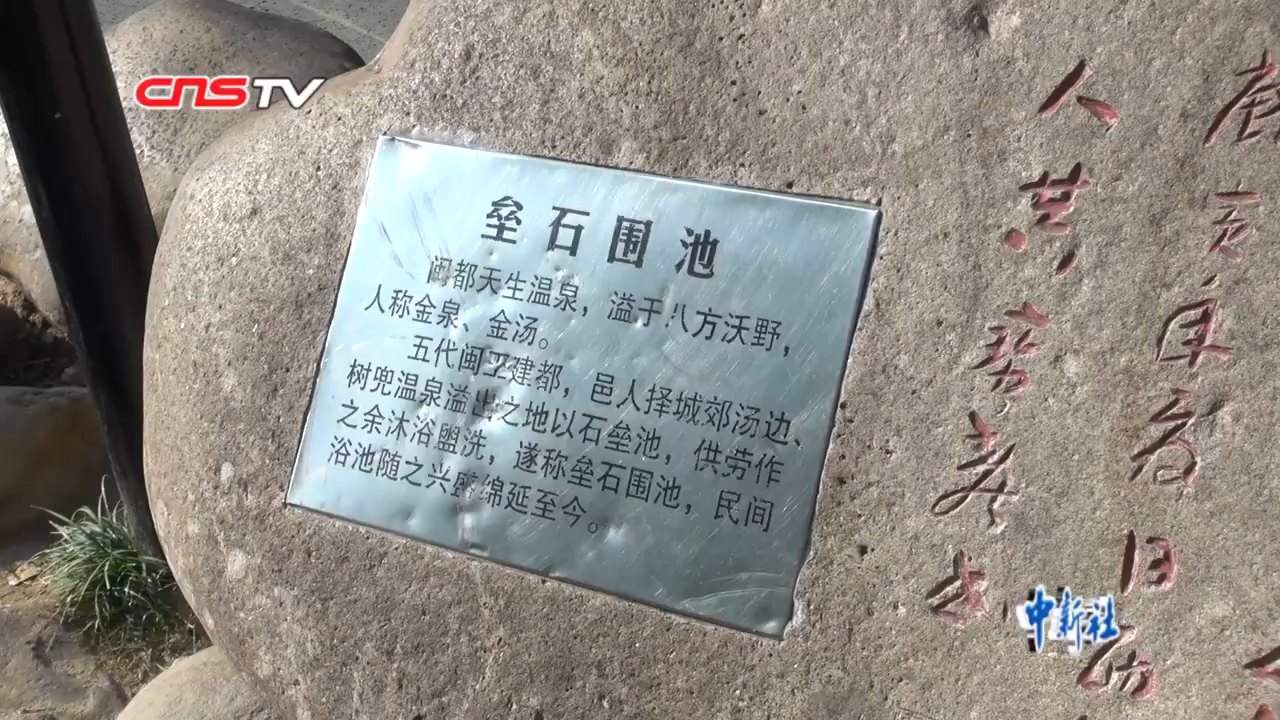 CNSTV
垒石围池
闽都天生温泉，溢于八方沃野，
人称金泉、金汤。
五代闽王建都，邑人择城郊汤边、
树兜温泉溢出之地以石垒池，供劳作
之余沐浴盥洗，遂称垒石围池，民间
浴池随之兴盛绵延至今。
中新社